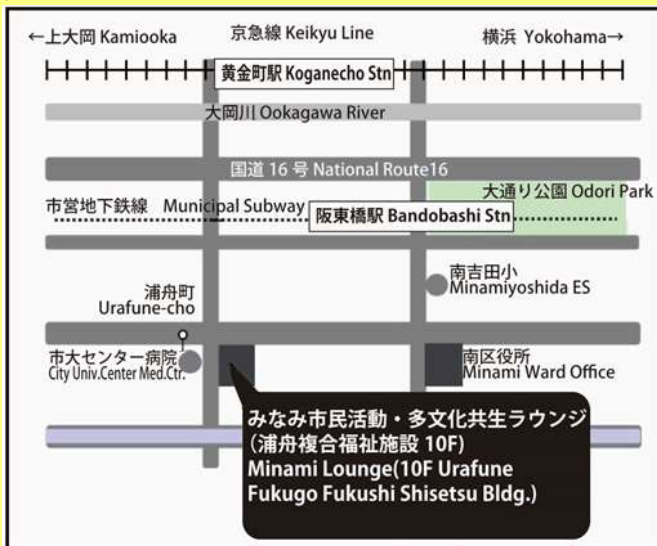 ←上大岡 Kamiooka
京急線 Keikyu Line
横浜 Yokohama→
黄金町駅 Koganecho Stn
大岡川 Ookagawa River
国道 16 号 National Route16
大通り公園 Odori Park
市営地下鉄線 Municipal Subway
阪東橋駅 Bandobashi Stn
南吉田小
Minamiyoshida ES
浦舟町
Urafune-cho
市大センター病院
City Univ.Center Med.Ctr.
南区役所
Minami Ward Office
みなみ市民活動・多文化共生ラウンジ
(浦舟複合福祉施設 10F)
Minami Lounge(10F Urafune
Fukugo Fukushi Shisetsu Bldg.)